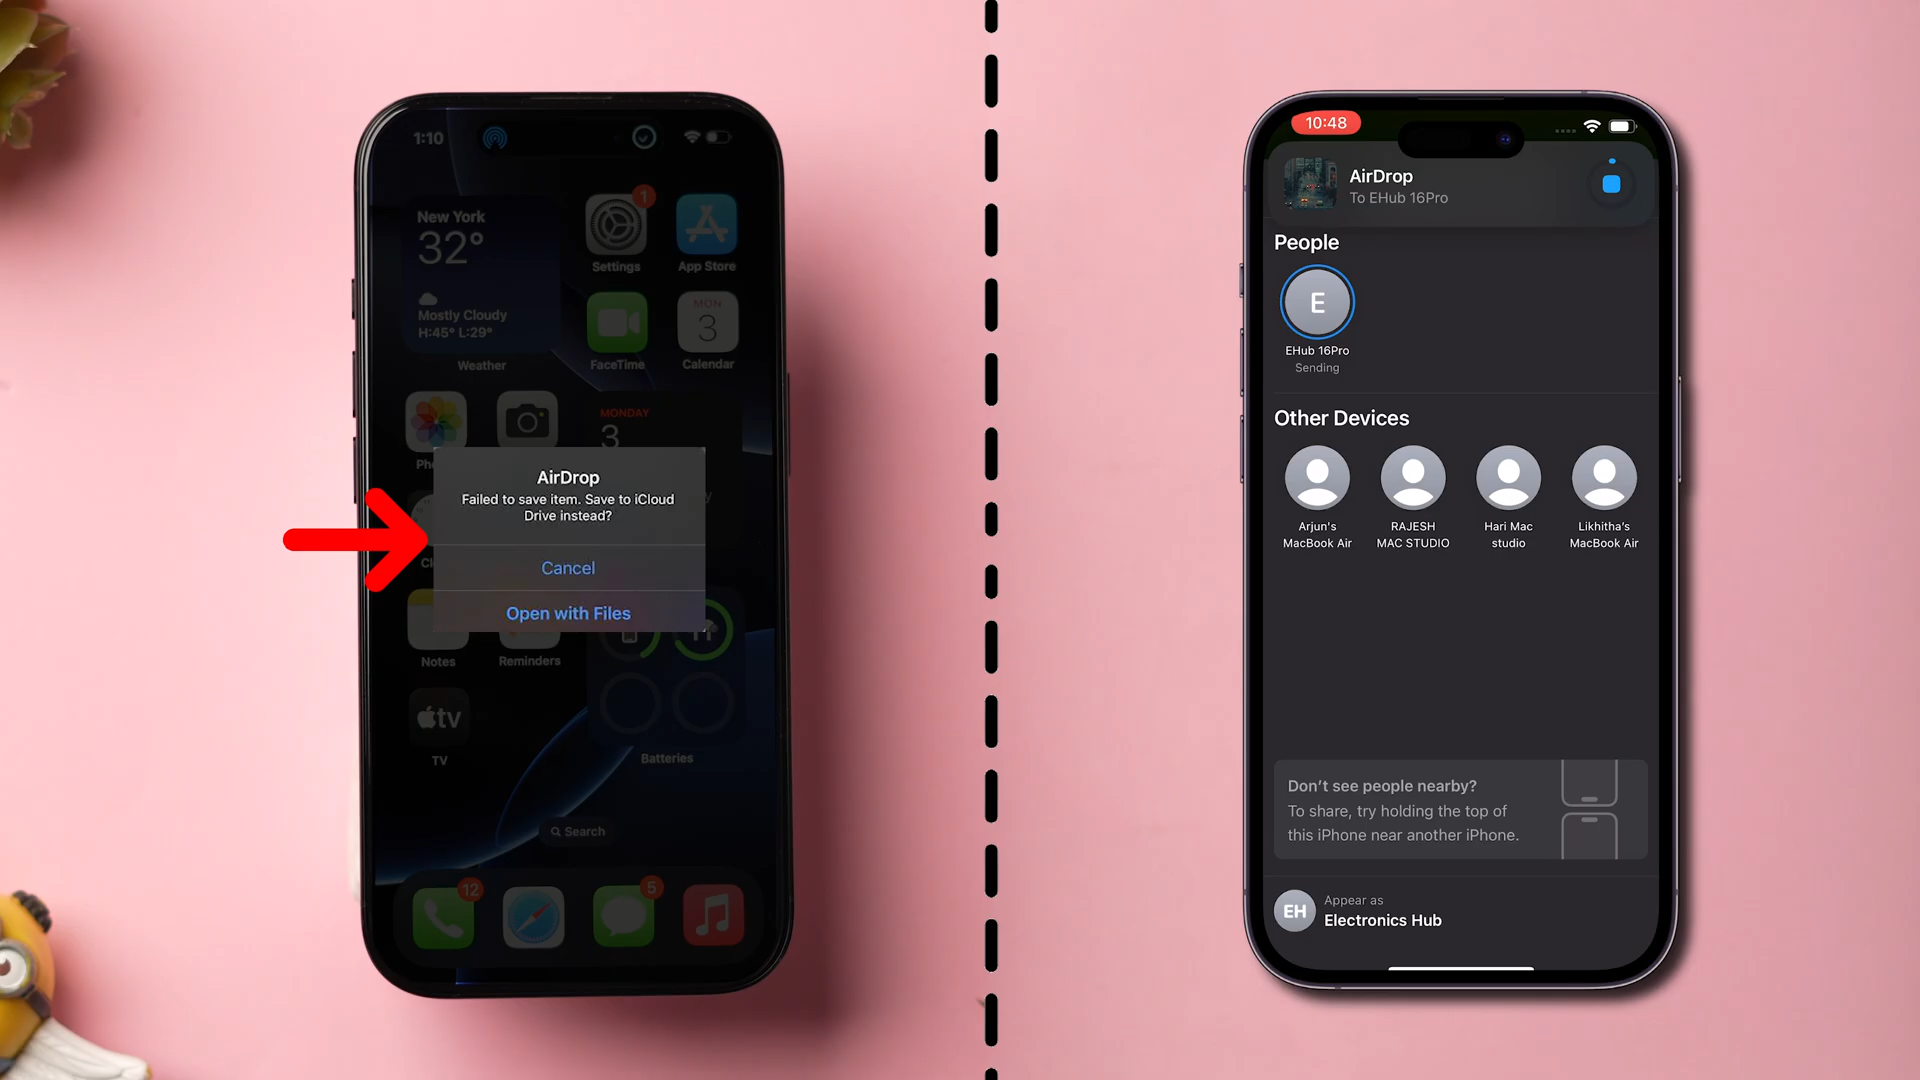 1:10
New York
32°
Mostly Cloudy
H:45° L:29°
Weather
1
Settings
App Store
FaceTime
MON
3
Calendar
MONDAY
3
AirDrop
Failed to save item. Save to iCloud
Drive instead?
Cancel
Open with Files
Notes
Reminders
tv
TV
Batteries
Search
12
5
10:48
AirDrop
To EHub 16Pro
People
E
EHub 16Pro
Sending
Other Devices
Arjun's
MacBook Air
RAJESH
MAC STUDIO
Hari Mac
studio
Likhitha's
MacBook Air
Don't see people nearby?
To share, try holding the top of
this iPhone near another iPhone.
EH
Appear as
Electronics Hub